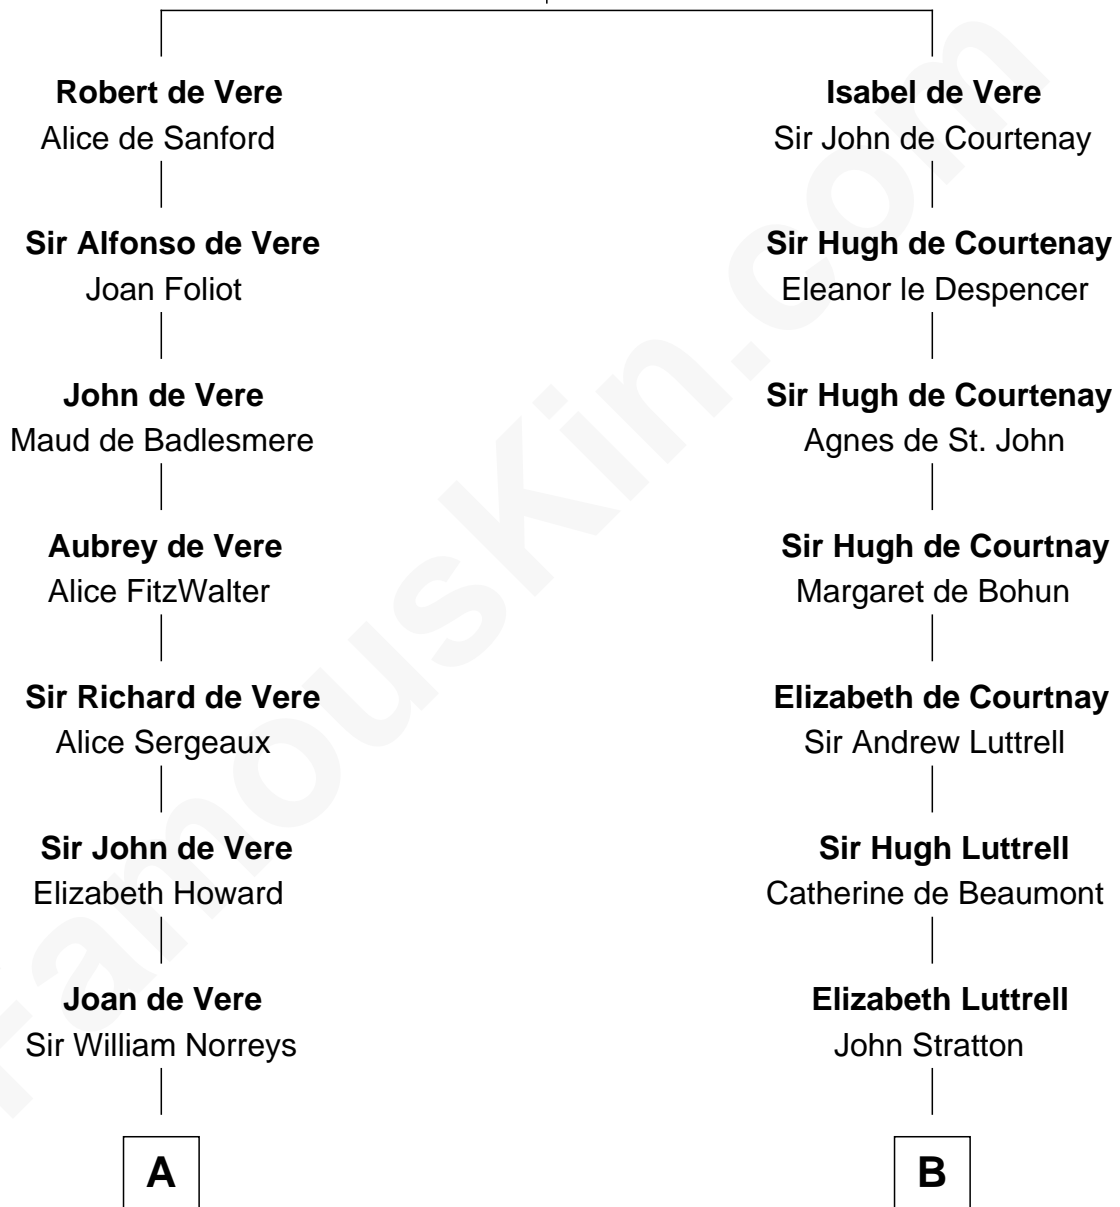 Robert de Vere
Alice de Sanford
Sir Alfonso de Vere
Joan Foliot
John de Vere
Maud de Badlesmere
Aubrey de Vere
Alice FitzWalter
Sir Richard de Vere
Alice Sergeaux
Sir John de Vere
Elizabeth Howard
Joan de Vere
Sir William Norreys
A
Isabel de Vere
Sir John de Courtenay
Sir Hugh de Courtenay
Eleanor le Despencer
Sir Hugh de Courtenay
Agnes de St. John
Sir Hugh de Courtnay
Margaret de Bohun
Elizabeth de Courtnay
Sir Andrew Luttrell
Sir Hugh Luttrell
Catherine de Beaumont
Elizabeth Luttrell
John Stratton
B
FamousKin.com